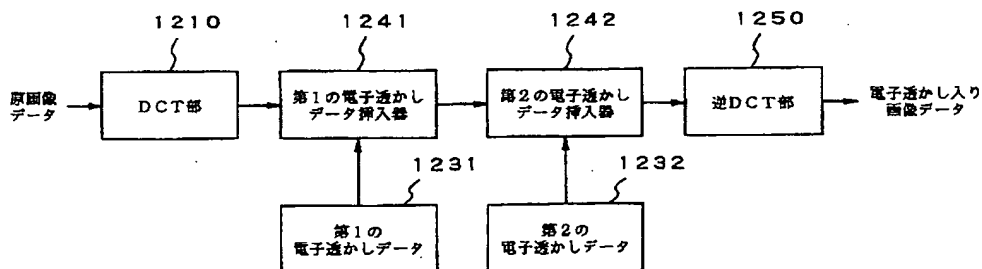 1210
1241
1242
1250
原画像
データ
DCT部
第1の電子透かし
データ挿入器
第2の電子透かし
データ挿入器
逆DCT部
電子透かし入り
画像データ
1231
1232
第1の
電子透かしデータ
第2の
電子透かしデータ